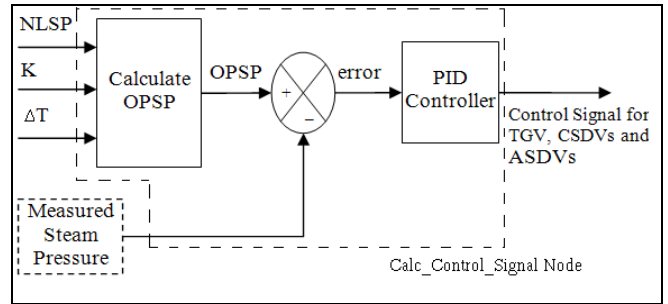 NLSP
K
ΔT
Calculate
OPSP
OPSP
+
−
error
PID
Controller
Control Signal for
TGV, CSDVs and
ASDVs
Measured
Steam
Pressure
Calc_Control_Signal Node